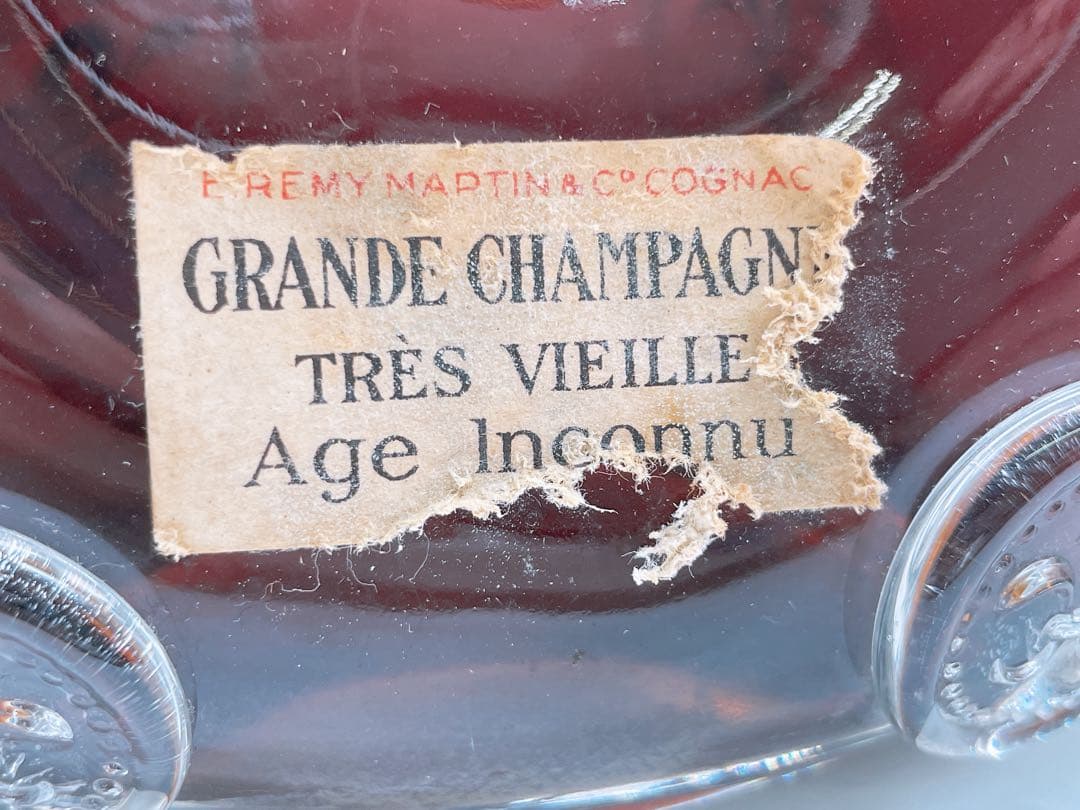 E. REMY MARTIN & Cº COGNAC
GRANDE CHAMPAGNE
TRÈS VIEILLE
Age Inconnu